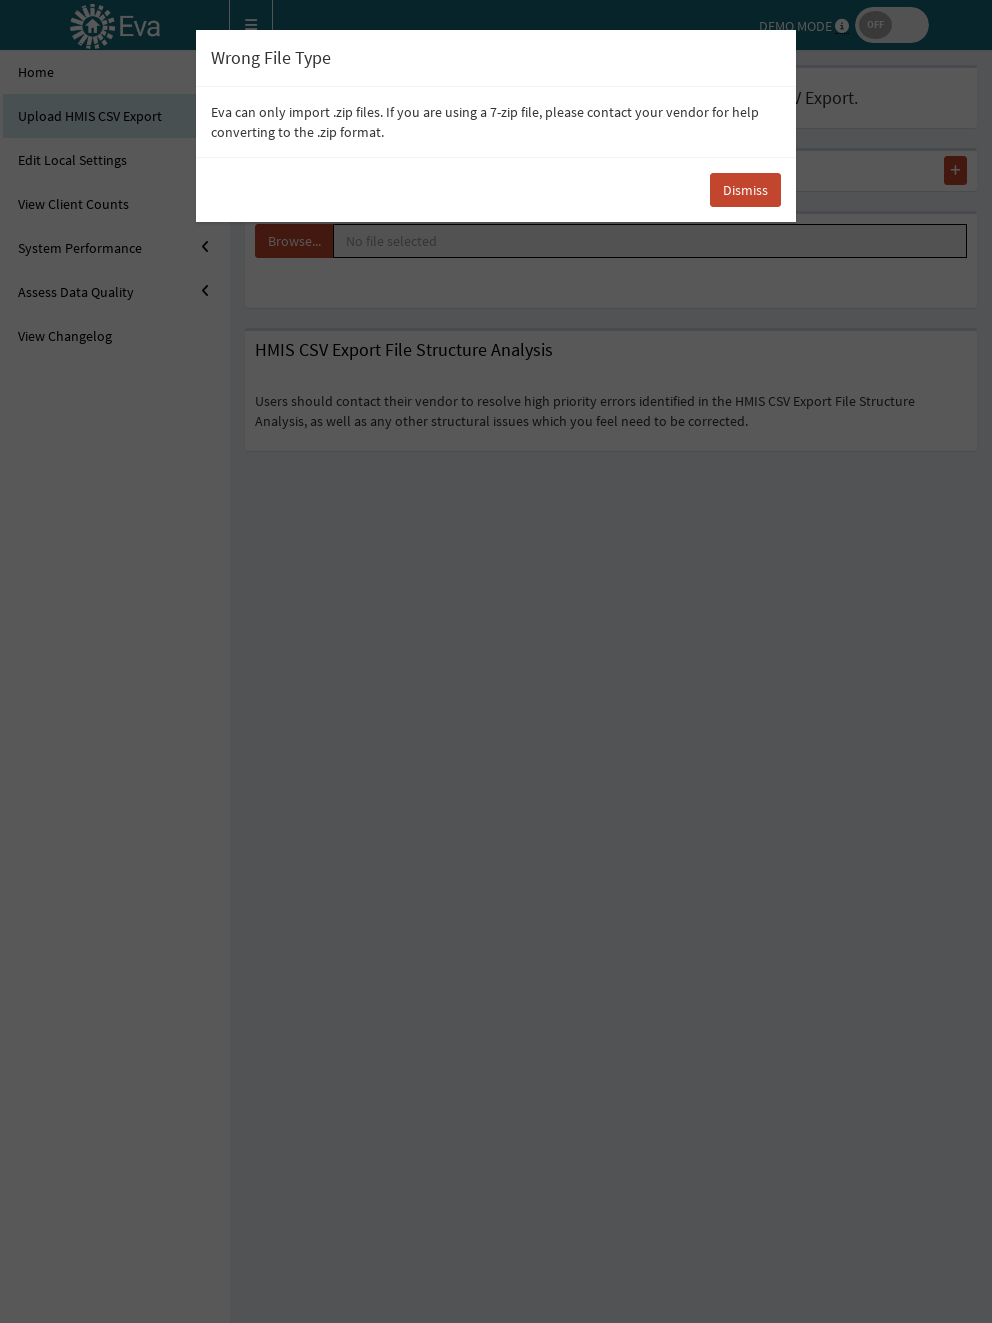 Eva
DEMO MODE
OFF
Wrong File Type
Eva can only import .zip files. If you are using a 7-zip file, please contact your vendor for help
converting to the .zip format.
Dismiss
Home
Upload HMIS CSV Export
Edit Local Settings
View Client Counts
System Performance
Assess Data Quality
View Changelog
Export.
+
Browse...
No file selected
HMIS CSV Export File Structure Analysis
Users should contact their vendor to resolve high priority errors identified in the HMIS CSV Export File Structure
Analysis, as well as any other structural issues which you feel need to be corrected.